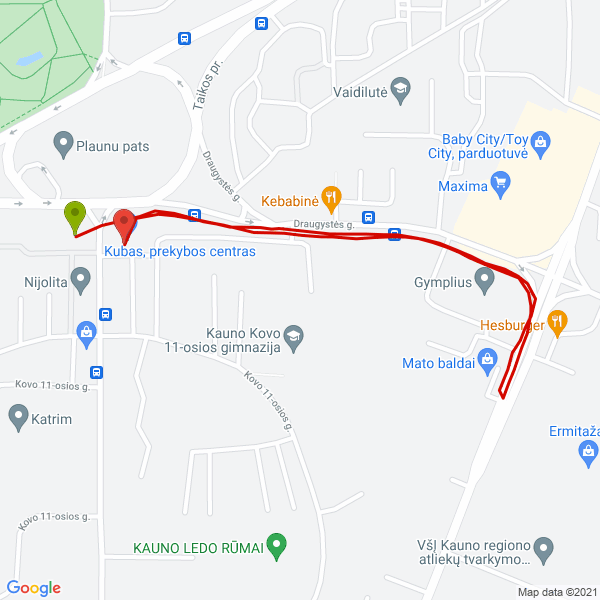 Taikos pr.
Vaidilutė
Baby City/Toy
City, parduotuvė
Plaunu pats
Draugystės g.
Maxima
Kebabinė
Draugystės g.
Kubas, prekybos centras
Nijolita
Gymplius
Hesburger
Kauno Kovo
11-osios gimnazija
Mato baldai
Kovo 11-osios g.
Kovo 11-osios g.
Katrim
Ermitaža
Kovo 11-osios g.
KAUNO LEDO RŪMAI
VšĮ Kauno regiono
atliekų tvarkymo...
Google
Map data ©2021